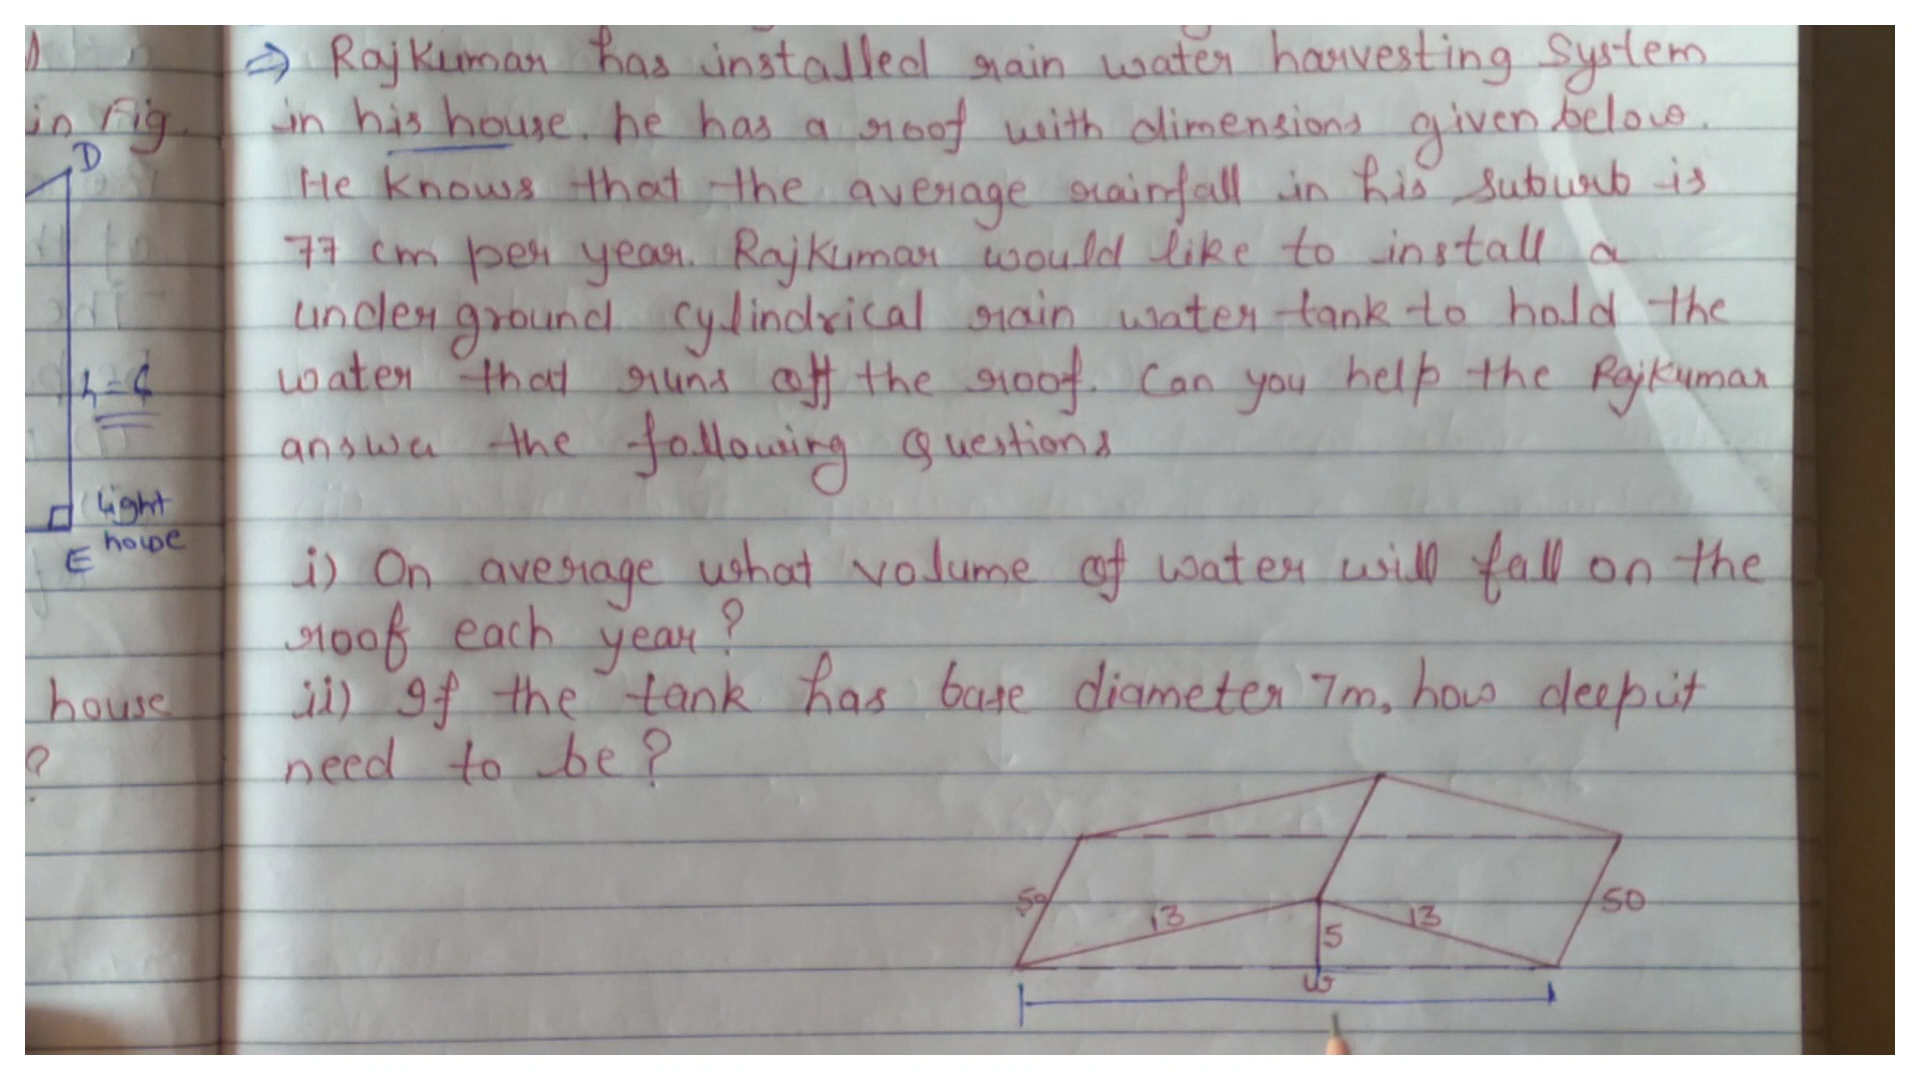 in Fig.
D
h = 6
light
house
E
house
?
⇒ Rajkumar has installed rain water harvesting system
in his house. he has a roof with dimensions given below.
He knows that the average rainfall in his suburb is
77 cm per year. Rajkumar would like to install a
underground cylindrical rain water tank to hold the
water that runs off the roof. Can you help the Rajkumar
answer the following Questions
i) On average what volume of water will fall on the
roof each year?
ii) If the tank has base diameter 7m, how deep it
need to be?
50
13
13
50
5
w